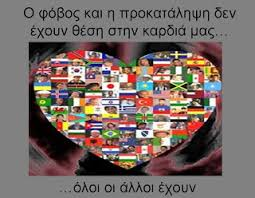 Ο φόβος και η προκατάληψη δεν
έχουν θέση στην καρδιά μας...
...όλοι οι άλλοι έχουν